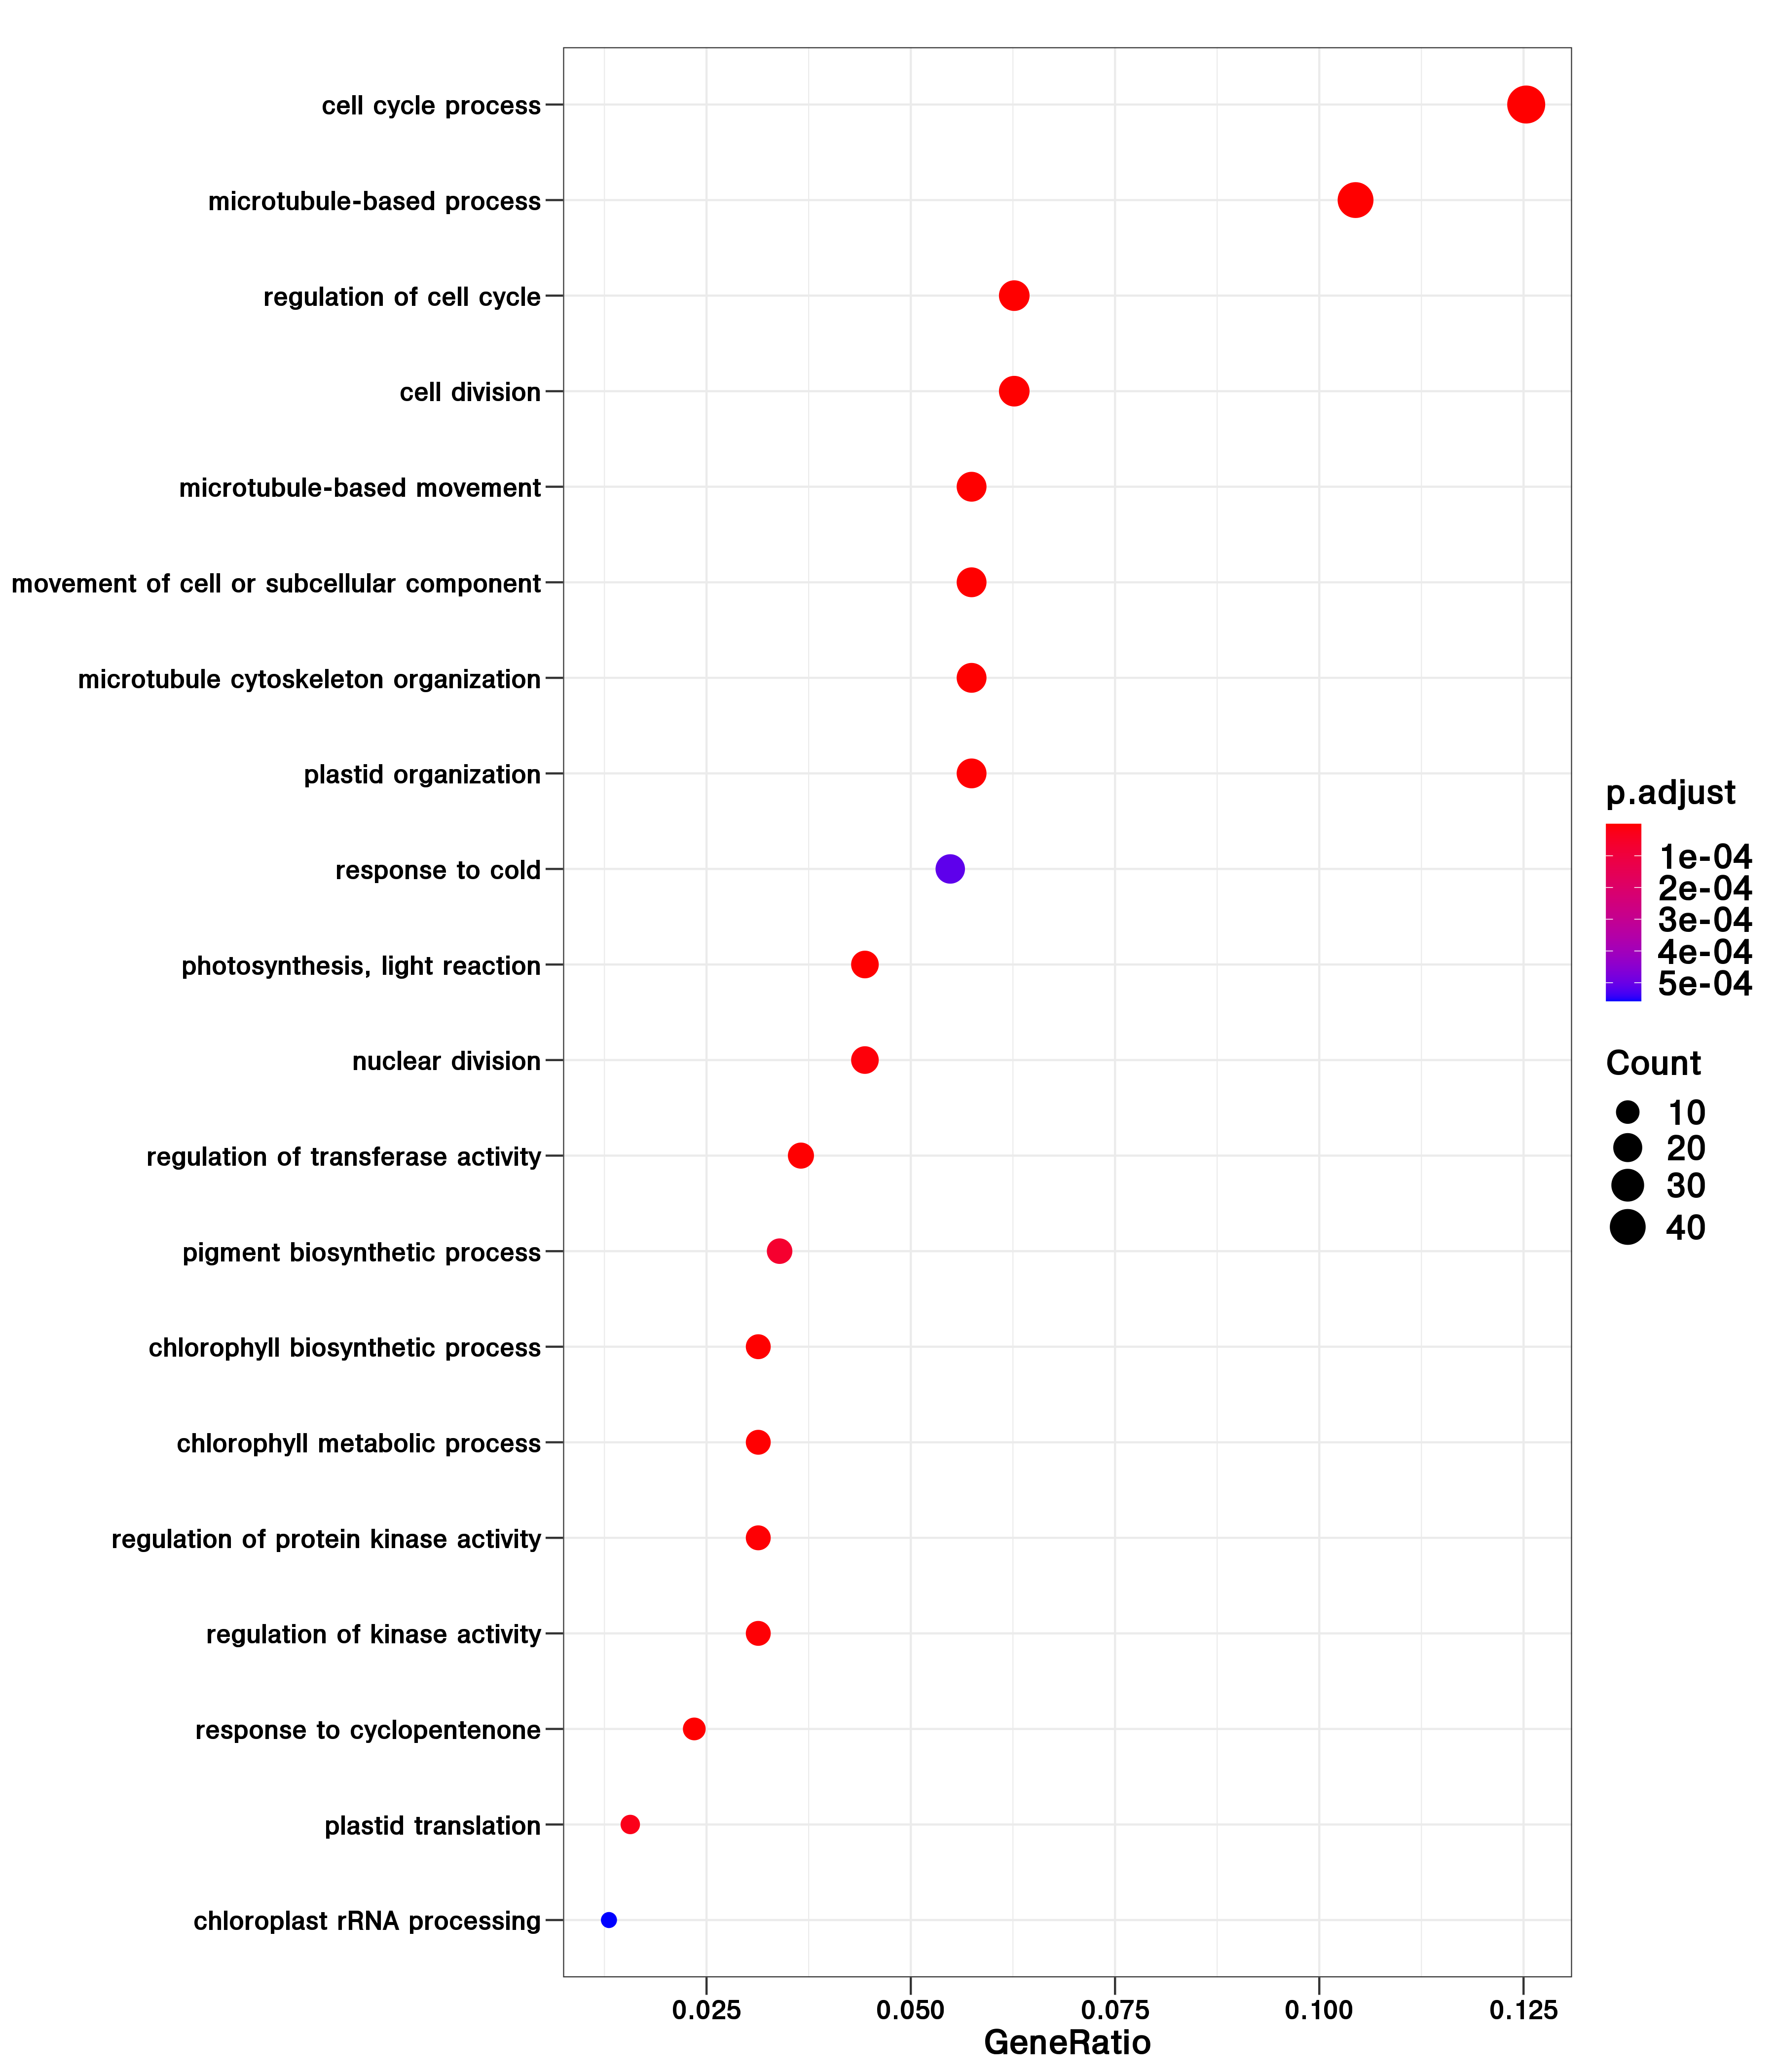 cell cycle process
microtubule-based process
regulation of cell cycle
cell division
microtubule-based movement
movement of cell or subcellular component
microtubule cytoskeleton organization
plastid organization
response to cold
photosynthesis, light reaction
nuclear division
regulation of transferase activity
pigment biosynthetic process
chlorophyll biosynthetic process
chlorophyll metabolic process
regulation of protein kinase activity
regulation of kinase activity
response to cyclopentenone
plastid translation
chloroplast rRNA processing
0.025 0.050 0.075 0.100 0.125
GeneRatio
p.adjust
1e-04
2e-04
3e-04
4e-04
5e-04
Count
10
20
30
40